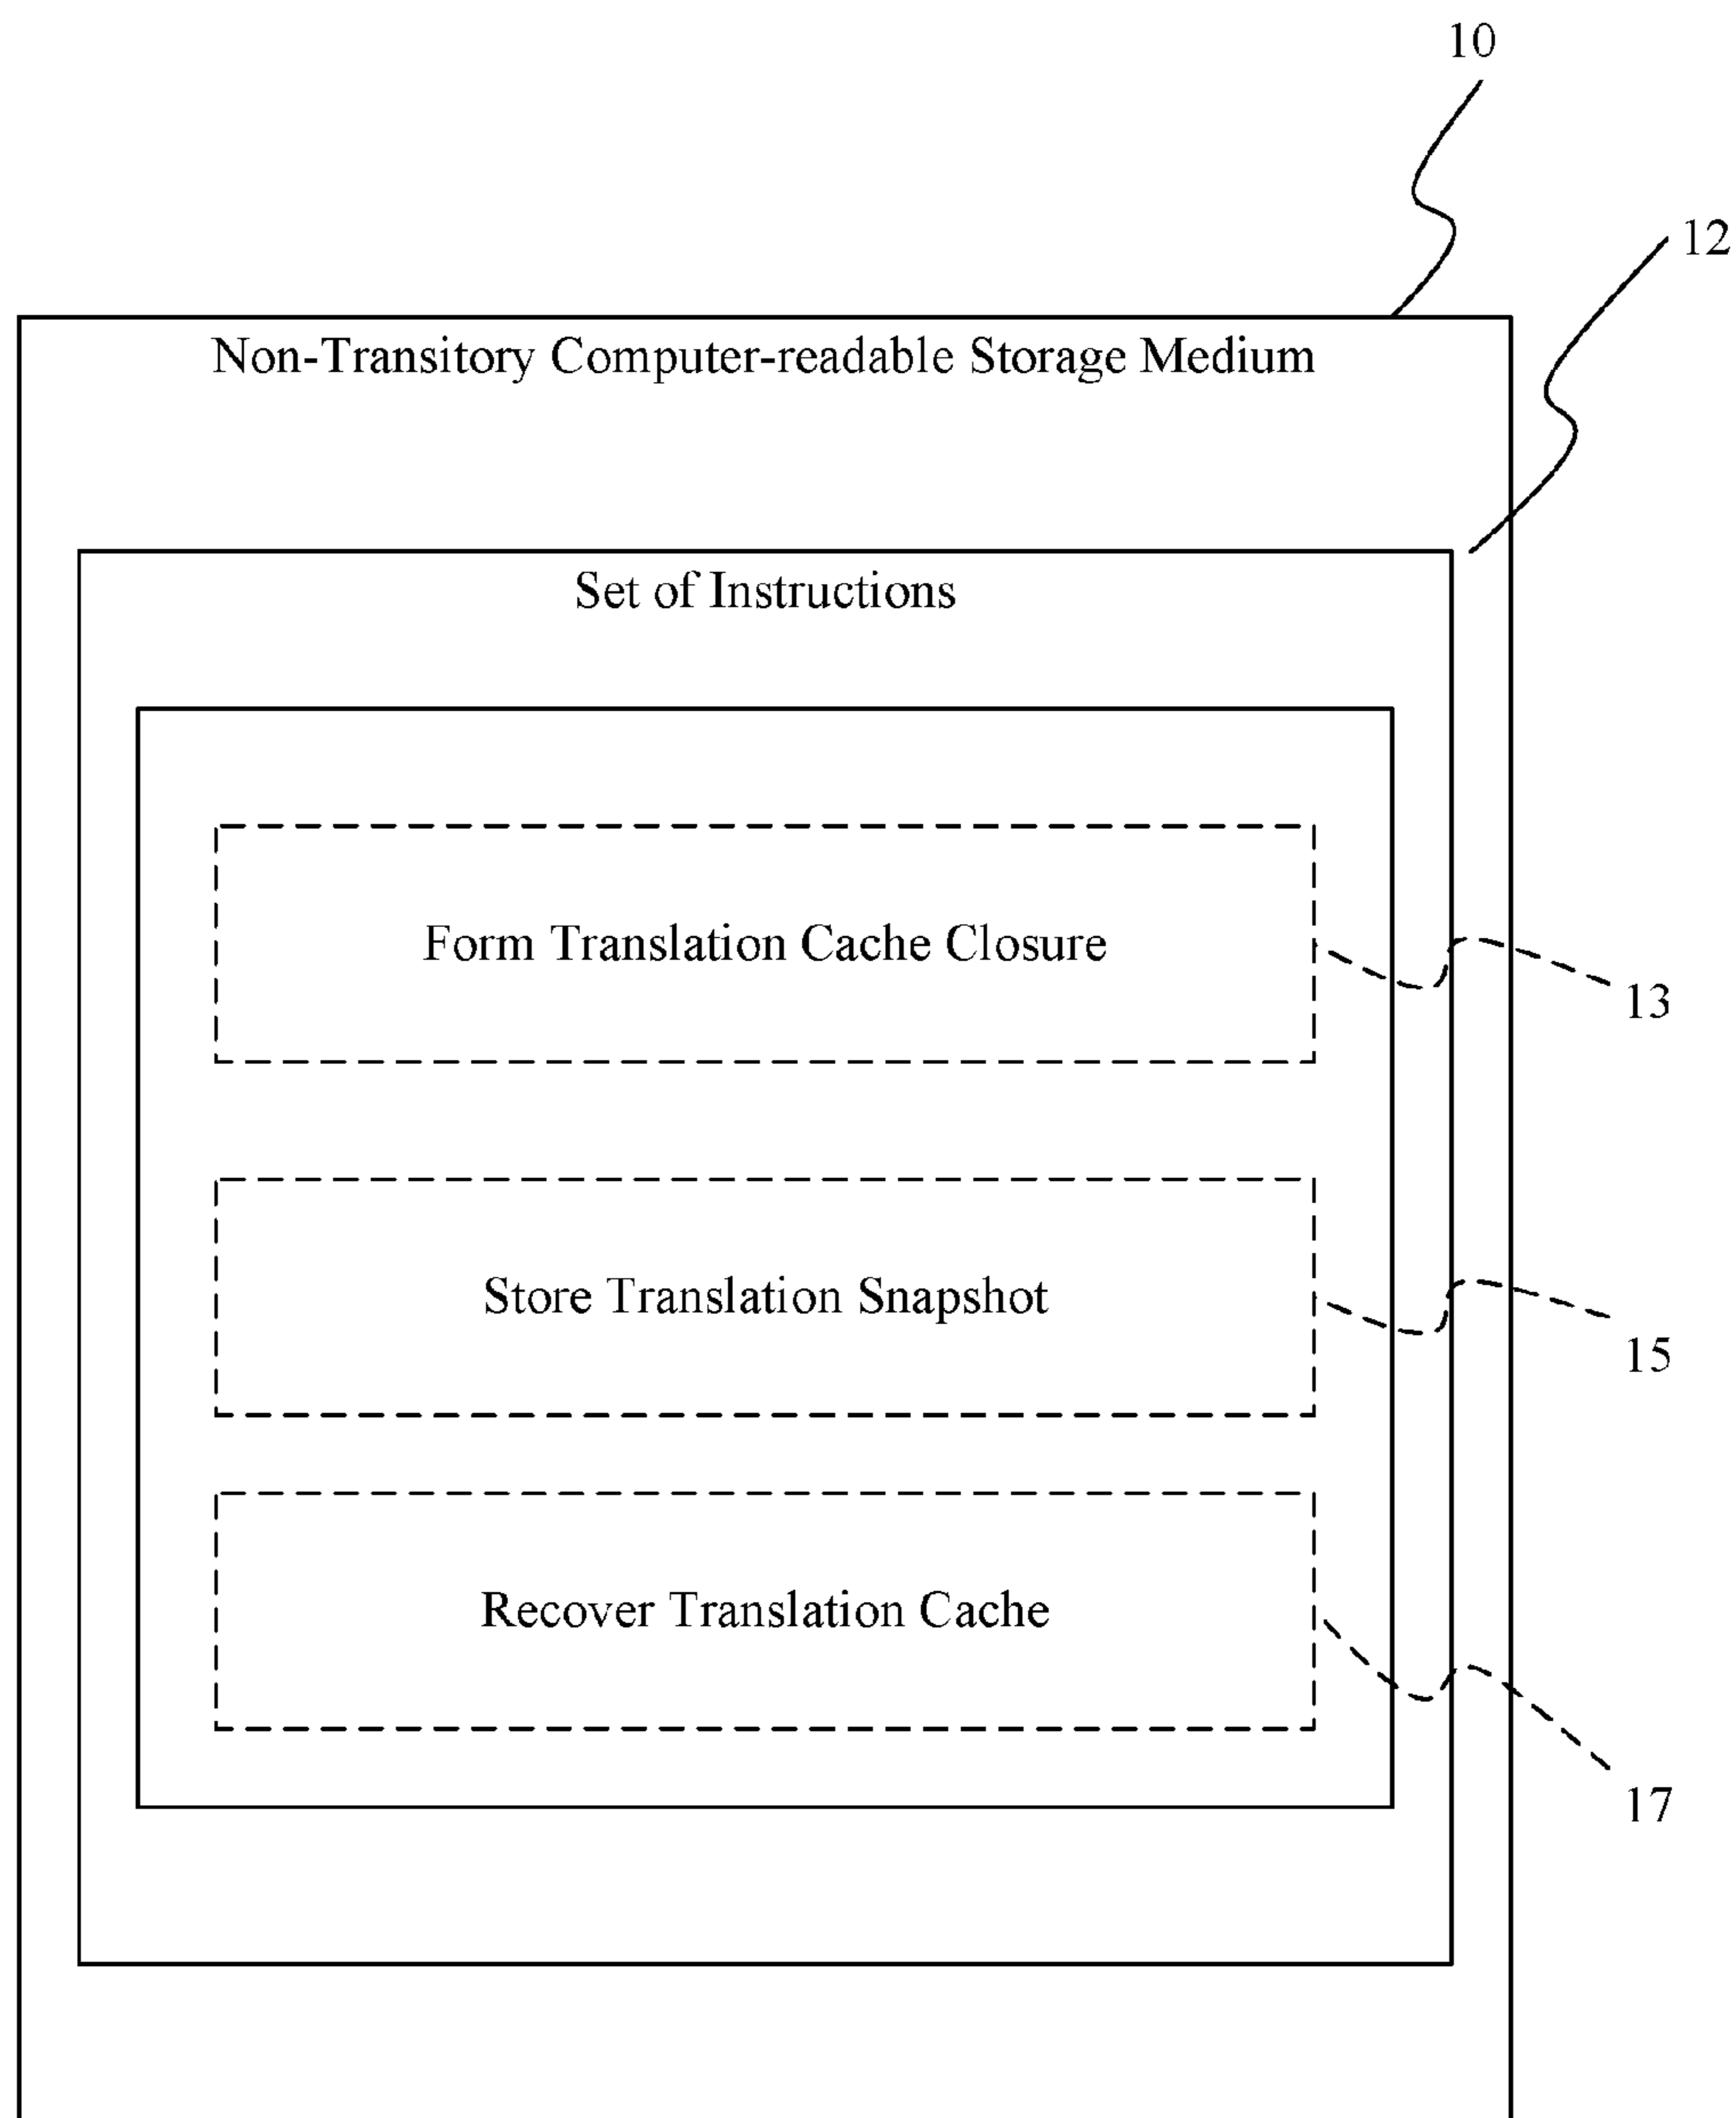 10
12
Non-Transitory Computer-readable Storage Medium
Set of Instructions
Form Translation Cache Closure
13
Store Translation Snapshot
15
Recover Translation Cache
17